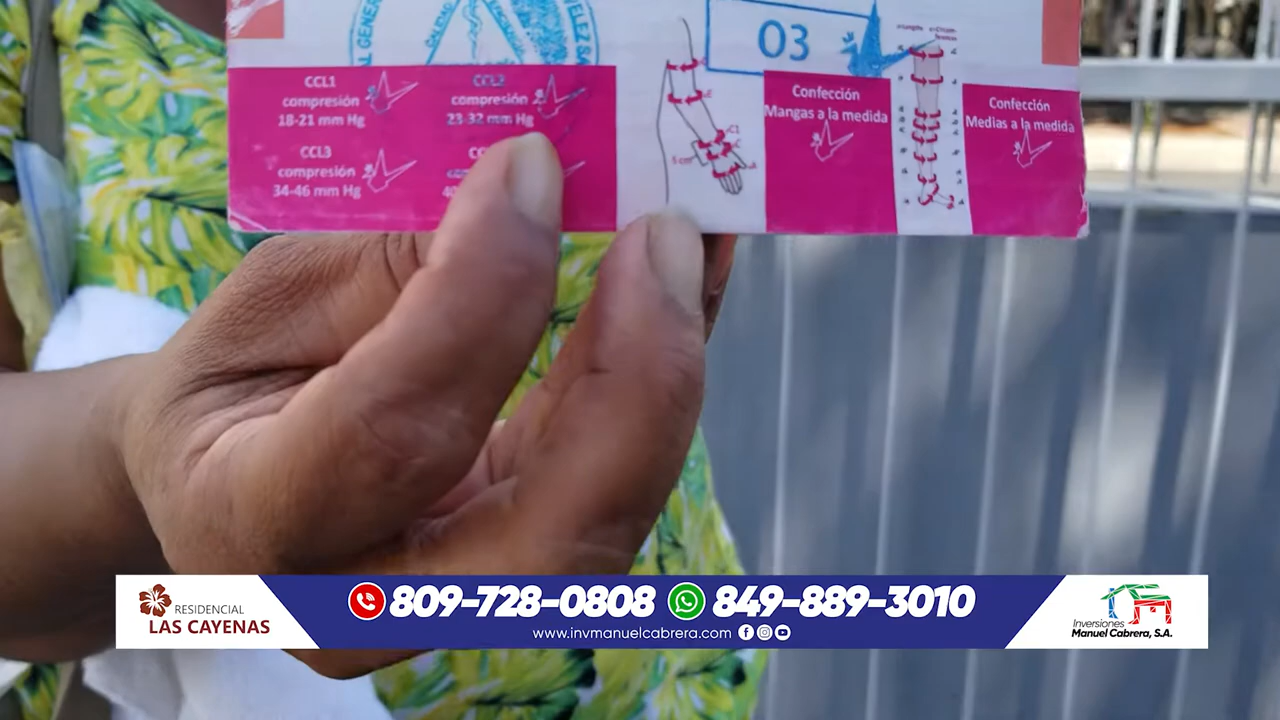 03
CCL1
compresión
18-21 mm Hg
CCL2
compresión
23-32 mm Hg
CCL3
compresión
34-46 mm Hg
Confección
Mangas a la medida
Confección
Medias a la medida
RESIDENCIAL
LAS CAYENAS
809-728-0808
849-889-3010
www.invmanuelcabrera.com
Inversiones
Manuel Cabrera, S.A.